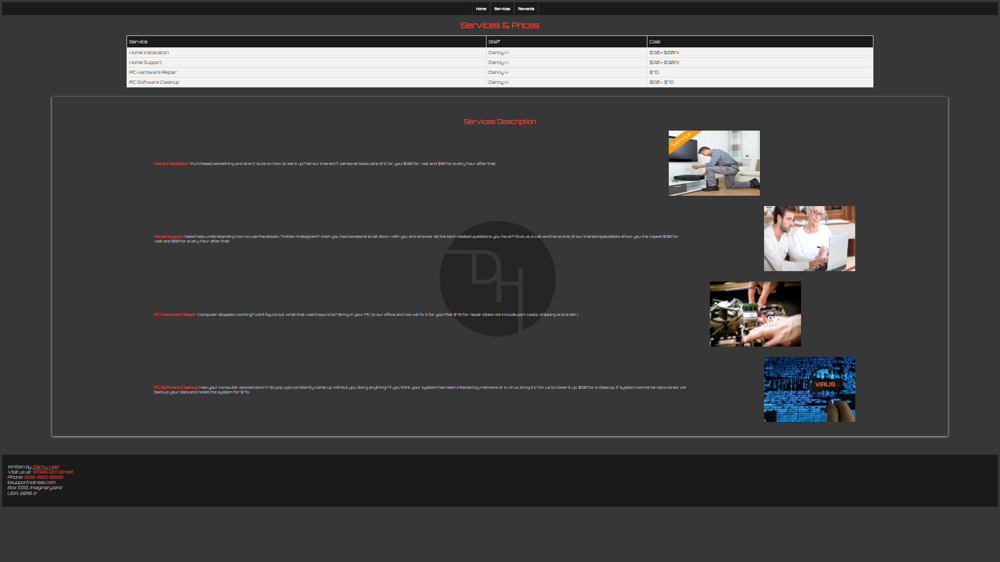 Home Services Rewards
Services & Prices
Service Staff Cost
Home Installation Danny H $30 + $20(h)
Home Support Danny H $30 + $30(h)
PC Hardware Repair Danny H $75
PC Software Cleanup Danny H $50 - $75
Services Description
Service
Home Installation: Purchased something and aren't sure on how to set it up? let our trained IT personel take care of it for you! $30 for visit and $10 for every hour after that.
Home Support: Need help understanding how to use Facebook/Twitter/Instagram? Wish you had someone to sit down with you and answer all the tech related questions you have? Give us a call and have one of our trained specialists show you the ropes! $30 for
visit and $10 for every hour after that.
DH
PC Hardware Repair: Computer stopped working? cant figure out what that weird sound is? Bring in your PC to our office and we will fix it for you! Flat $75 for repair (does not include part costs, shipping and order.)
VIRUS
PC Software Cleanup: Has your computer slowed down? do pop ups constantly come up without you doing anything? if you think your system has been infected by malware or a virus, bring it in for us to clean it up. $50 for a cleanup. If system cannot be recovered, we
backup your data and reset the system for $75.
Written by Danny Haki
Visit us at: 12345 Elm Street
Phone: 555-555-5555
Itsupportnotreal.com
Box 555, Imaginaryland
USA, 2018 ©